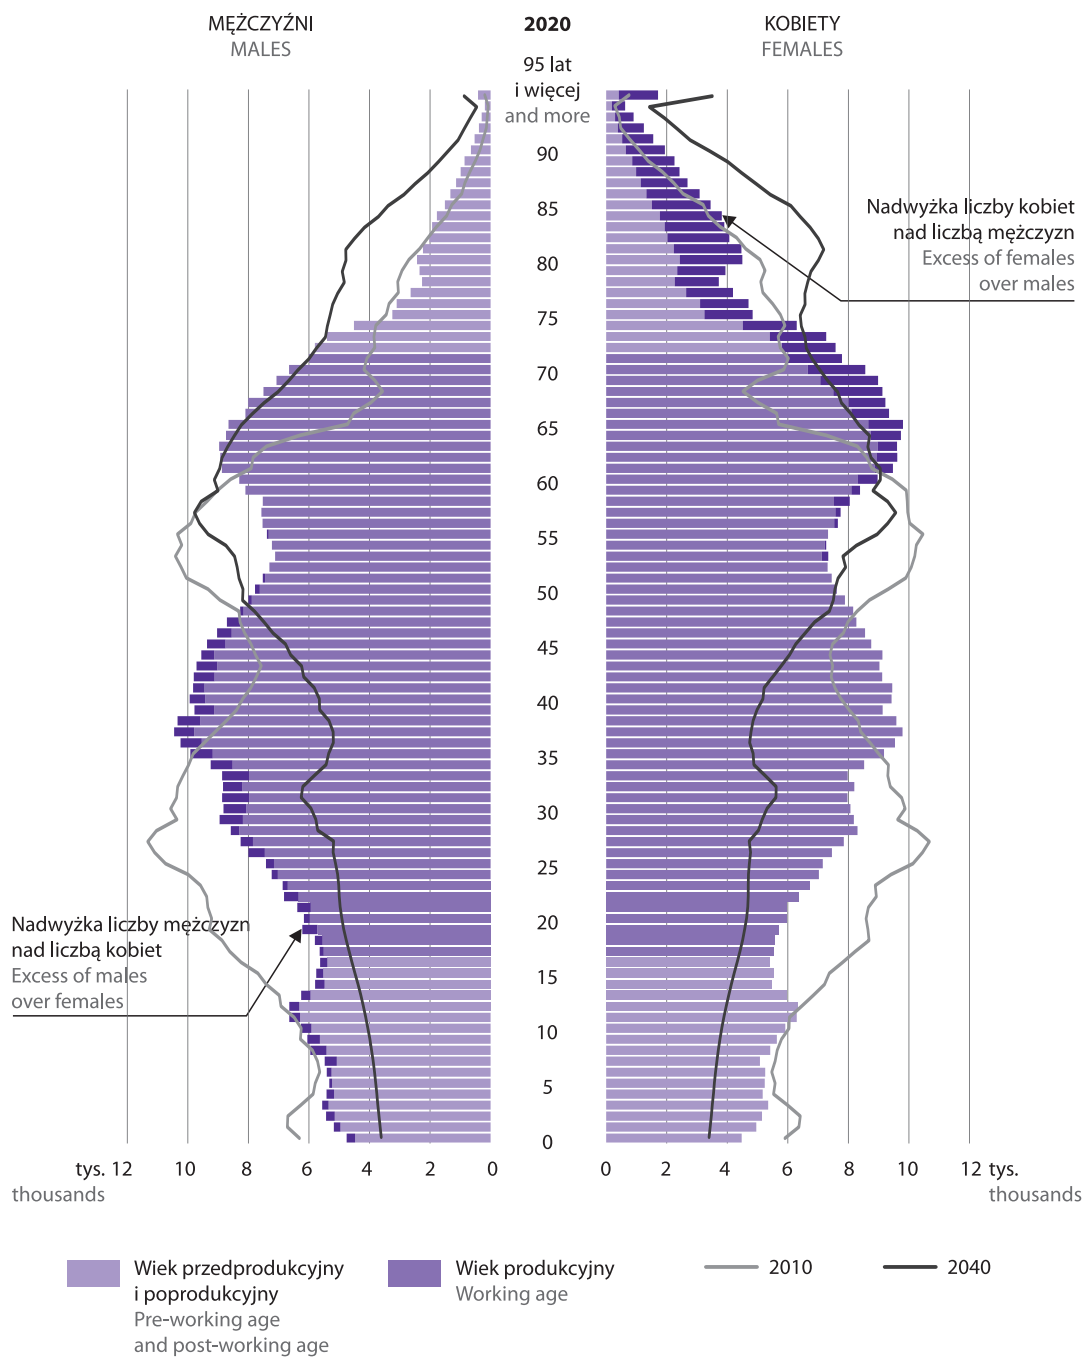 MĘŻCZYŹNI
MALES
2020
KOBIETY
FEMALES
95 lat
i więcej
and more
90
85
80
75
70
65
60
55
50
45
40
35
30
25
20
15
10
5
0
Nadwyżka liczby kobiet
nad liczbą mężczyzn
Excess of females
over males
Nadwyżka liczby mężczyzn
nad liczbą kobiet
Excess of males
over females
tys. 12 10 8 6 4 2 0
thousands
0 2 4 6 8 10 12 tys.
thousands
Wiek przedprodukcyjny
i poprodukcyjny
Pre-working age
and post-working age
Wiek produkcyjny
Working age
2010
2040